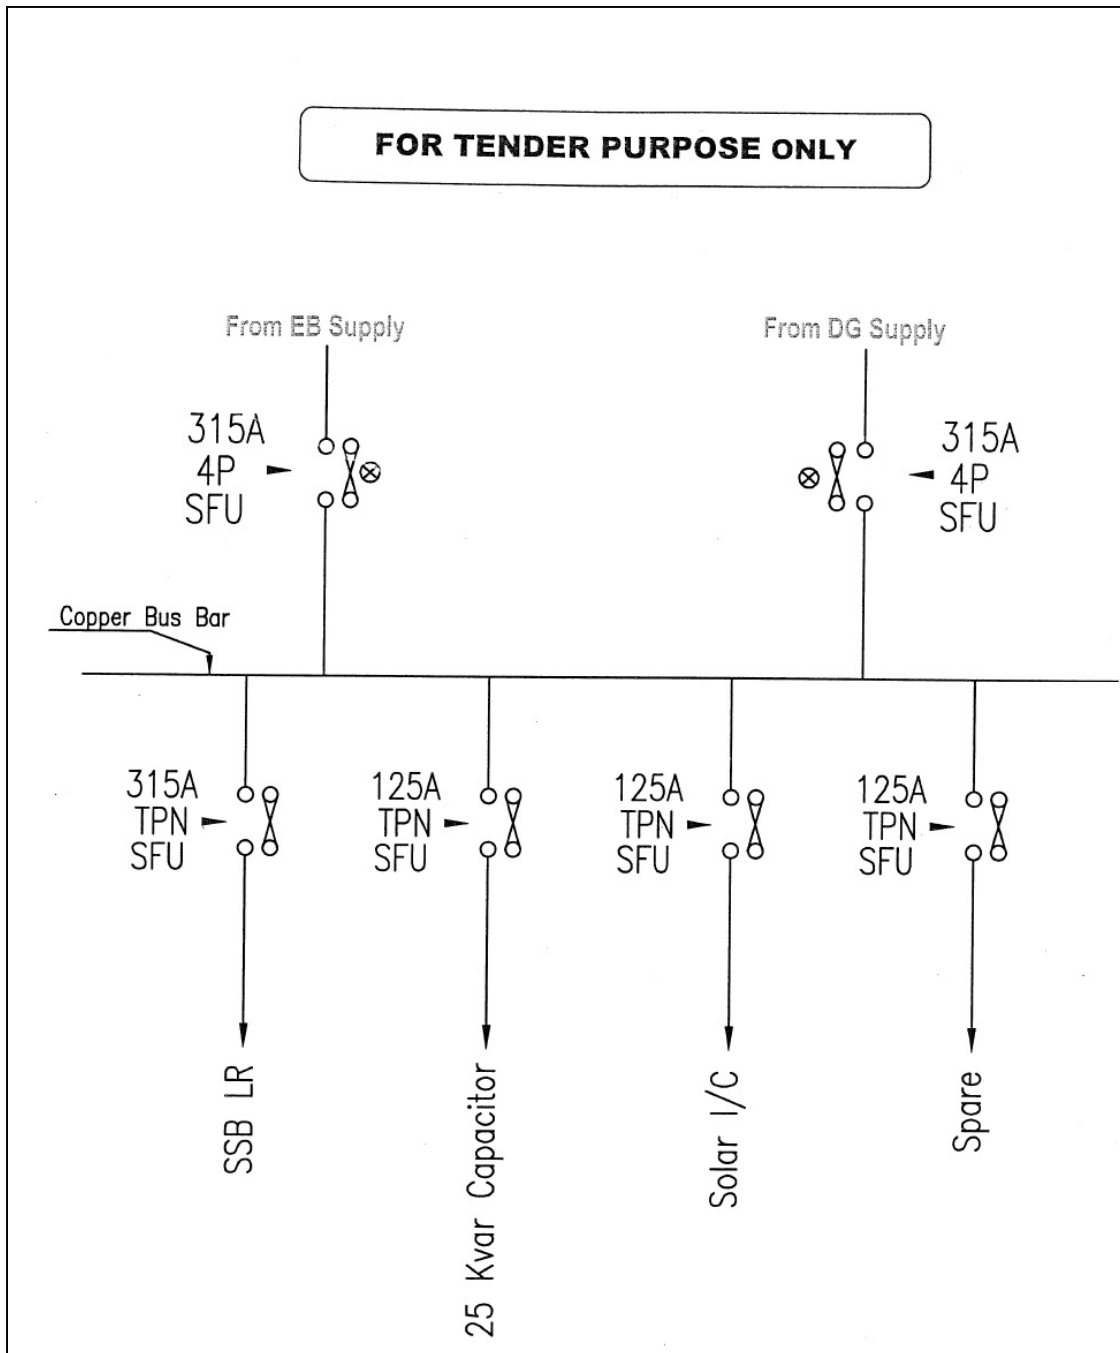 FOR TENDER PURPOSE ONLY
From EB Supply
From DG Supply
315A
4P
SFU
315A
4P
SFU
Copper Bus Bar
315A
TPN
SFU
125A
TPN
SFU
125A
TPN
SFU
125A
TPN
SFU
SSB LR
25 Kvar Capacitor
Solar I/C
Spare